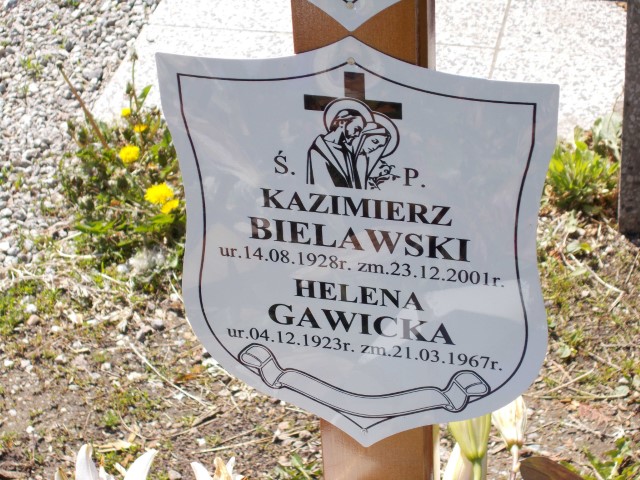 Ś. P.
KAZIMIERZ
BIELAWSKI
ur.14.08.1928r. zm.23.12.2001r.
HELENA
GAWICKA
ur.04.12.1923r. zm.21.03.1967r.